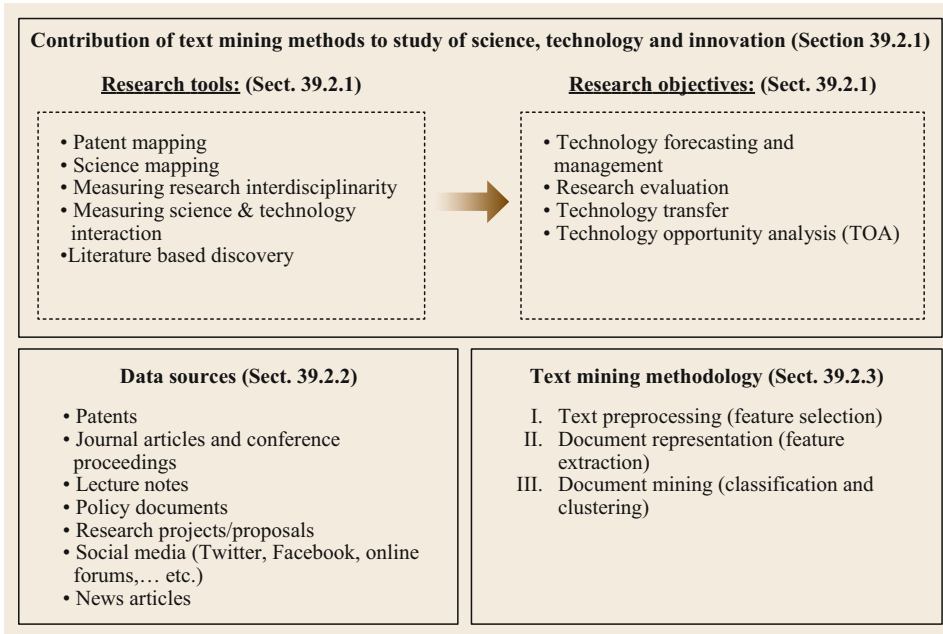 Contribution of text mining methods to study of science, technology and innovation (Section 39.2.1)
Research tools: (Sect. 39.2.1)
• Patent mapping
• Science mapping
• Measuring research interdisciplinarity
• Measuring science & technology
interaction
•Literature based discovery
Research objectives: (Sect. 39.2.1)
• Technology forecasting and
management
• Research evaluation
• Technology transfer
• Technology opportunity analysis (TOA)
Data sources (Sect. 39.2.2)
• Patents
• Journal articles and conference
proceedings
• Lecture notes
• Policy documents
• Research projects/proposals
• Social media (Twitter, Facebook, online
forums,… etc.)
• News articles
Text mining methodology (Sect. 39.2.3)
I. Text preprocessing (feature selection)
II. Document representation (feature
extraction)
III. Document mining (classification and
clustering)